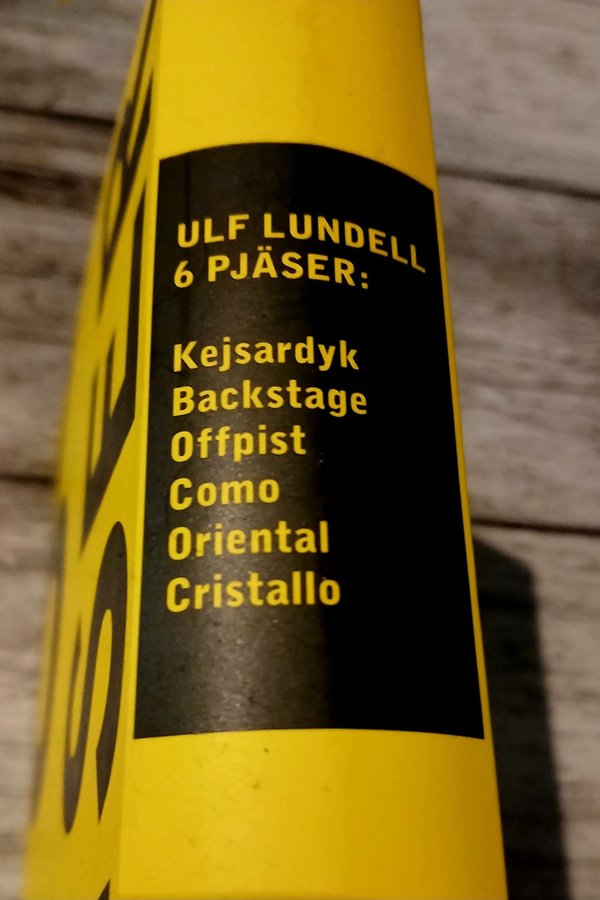 ULF LUNDELL
6 PJÄSER:
Kejsardyk
Backstage
Offpist
Como
Oriental
Cristallo